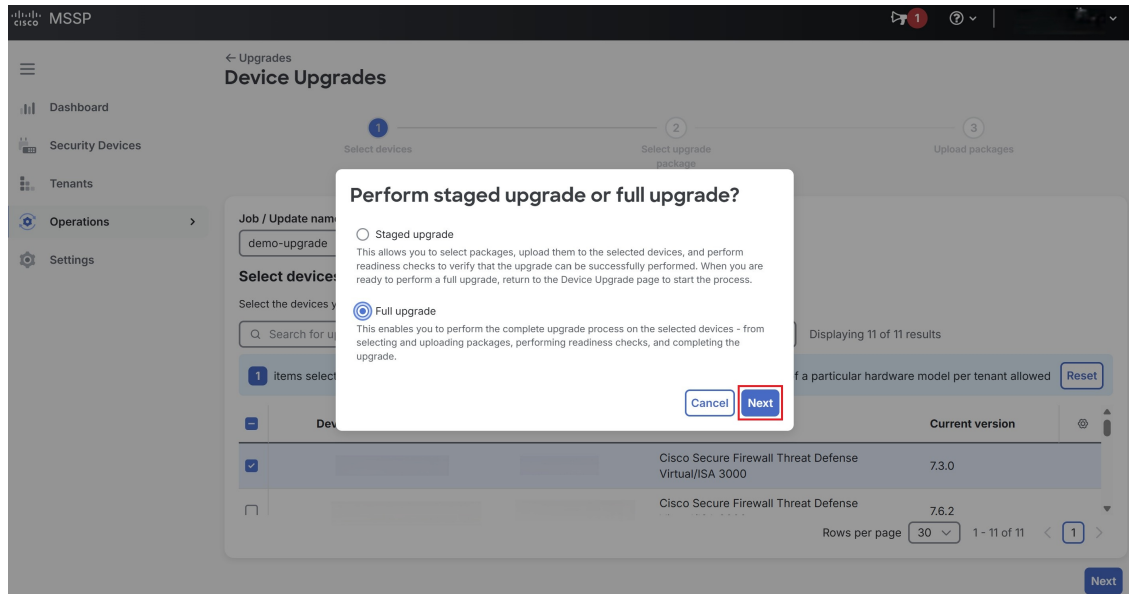 cisco MSSP
1
← Upgrades
Device Upgrades
Dashboard
Security Devices
Tenants
Operations
Settings
1
2
3
Select devices
Select upgrade
package
Upload packages
Perform staged upgrade or full upgrade?
Staged upgrade
This allows you to select packages, upload them to the selected devices, and perform
readiness checks to verify that the upgrade can be successfully performed. When you are
ready to perform a full upgrade, return to the Device Upgrade page to start the process.
Full upgrade
This enables you to perform the complete upgrade process on the selected devices - from
selecting and uploading packages, performing readiness checks, and completing the
upgrade.
Cancel
Next
Job / Update name
demo-upgrade
Select devices
Select the devices
Search for
Displaying 11 of 11 results
1 items
a particular hardware model per tenant allowed
Reset
Current version
Cisco Secure Firewall Threat Defense
Virtual/ISA 3000
7.3.0
Cisco Secure Firewall Threat Defense
7.6.2
Rows per page 30 1 - 11 of 11 < 1 >
Next